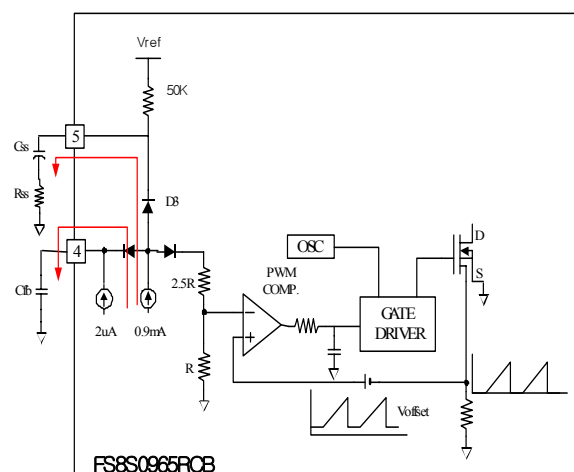 Vref
50K
5
Css
Rss
D3
4
OSC
D
S
2.5R
PWM
COMP.
Cfb
GATE
DRIVER
2uA
0.9mA
R
Voffset
FS8S0965RCB